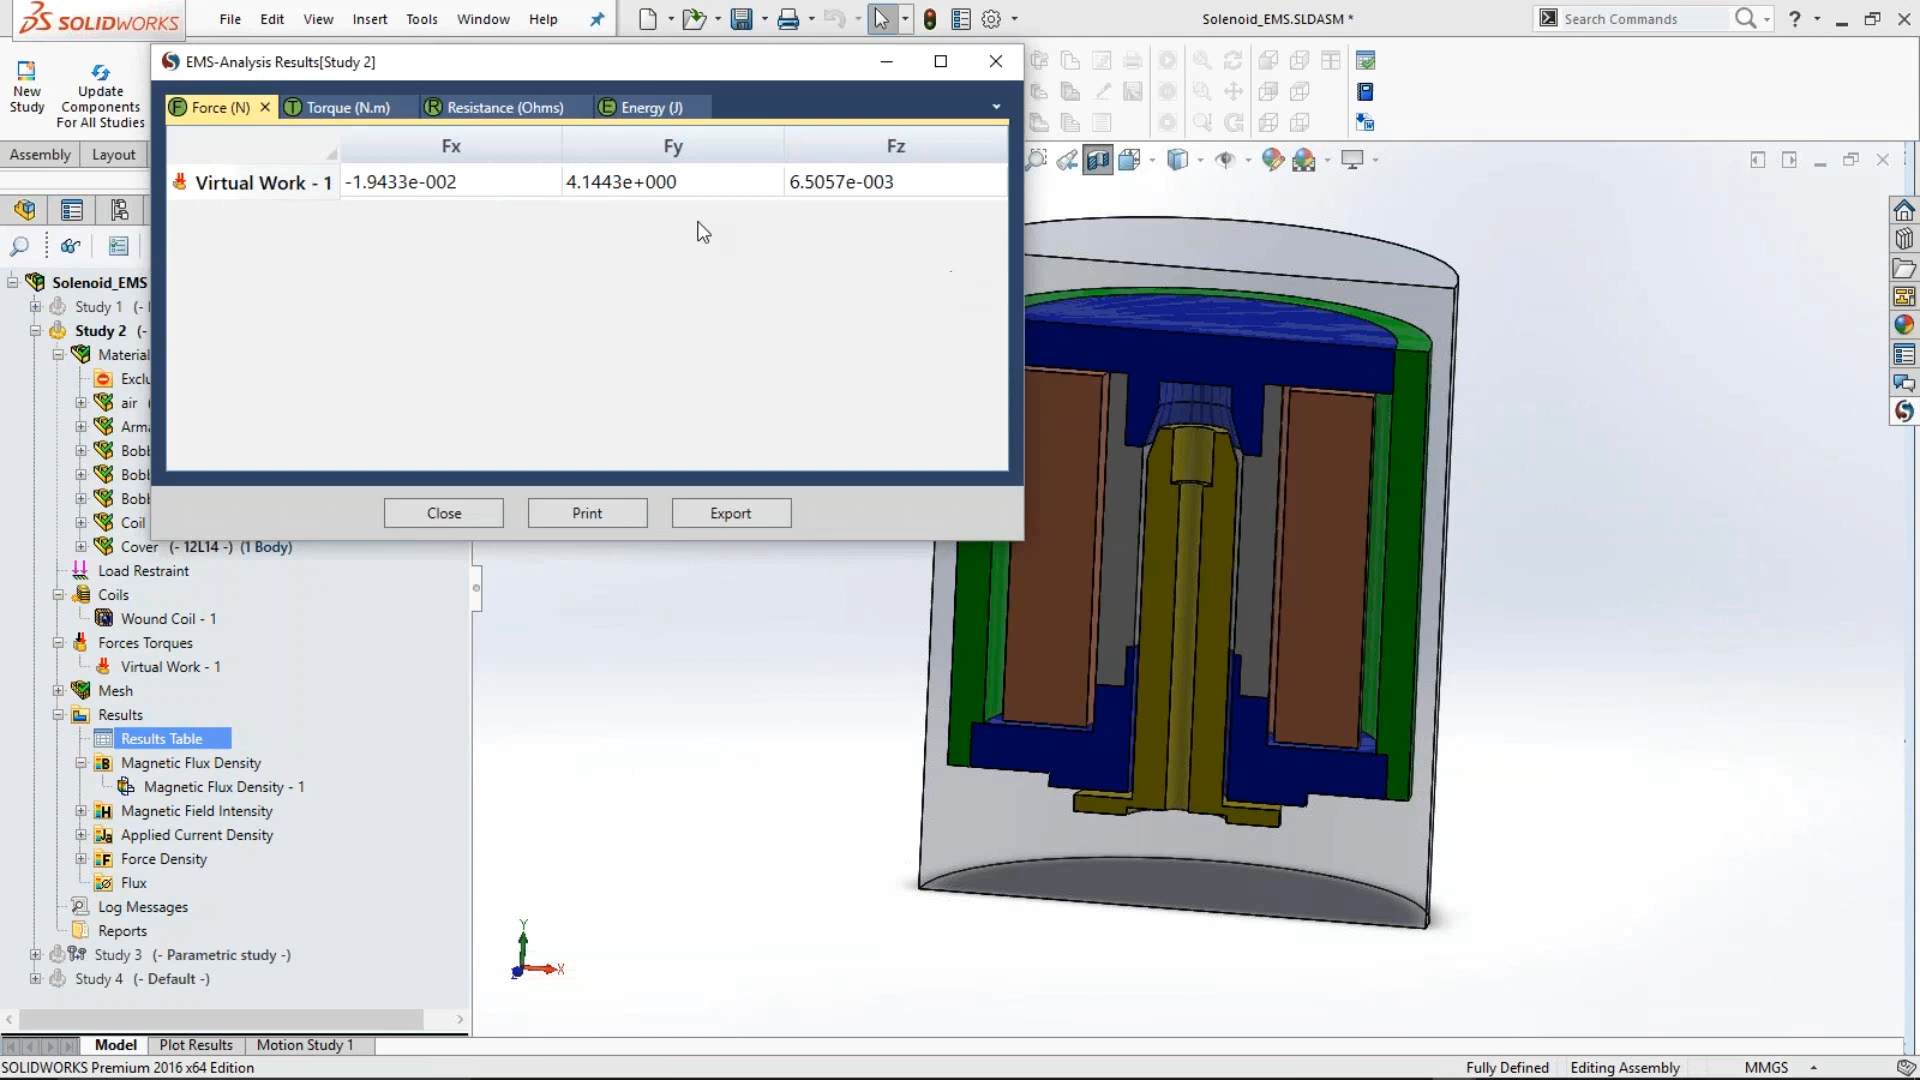 SOLIDWORKS
File Edit View Insert Tools Window Help
Solenoid_EMS.SLDASM *
Search Commands
?
New Study
Update Components For All Studies
Assembly Layout
EMS-Analysis Results[Study 2]
F Force (N) T Torque (N.m) R Resistance (Ohms) E Energy (J)
Fx Fy Fz
Virtual Work - 1 -1.9433e-002 4.1443e+000 6.5057e-003
Close Print Export
Solenoid_EMS
Study 1 (-
Study 2 (-
Material
Exclu
air
Arma
Bobb
Bobb
Bobb
Coil
Cover (- 12L14 -) (1 Body)
Load Restraint
Coils
Wound Coil - 1
Forces Torques
Virtual Work - 1
Mesh
Results
Results Table
B Magnetic Flux Density
Magnetic Flux Density - 1
H Magnetic Field Intensity
Ja Applied Current Density
F Force Density
Flux
Log Messages
Reports
Study 3 (- Parametric study -)
Study 4 (- Default -)
Y
X
Z
Model Plot Results Motion Study 1
SOLIDWORKS Premium 2016 x64 Edition
Fully Defined Editing Assembly MMGS